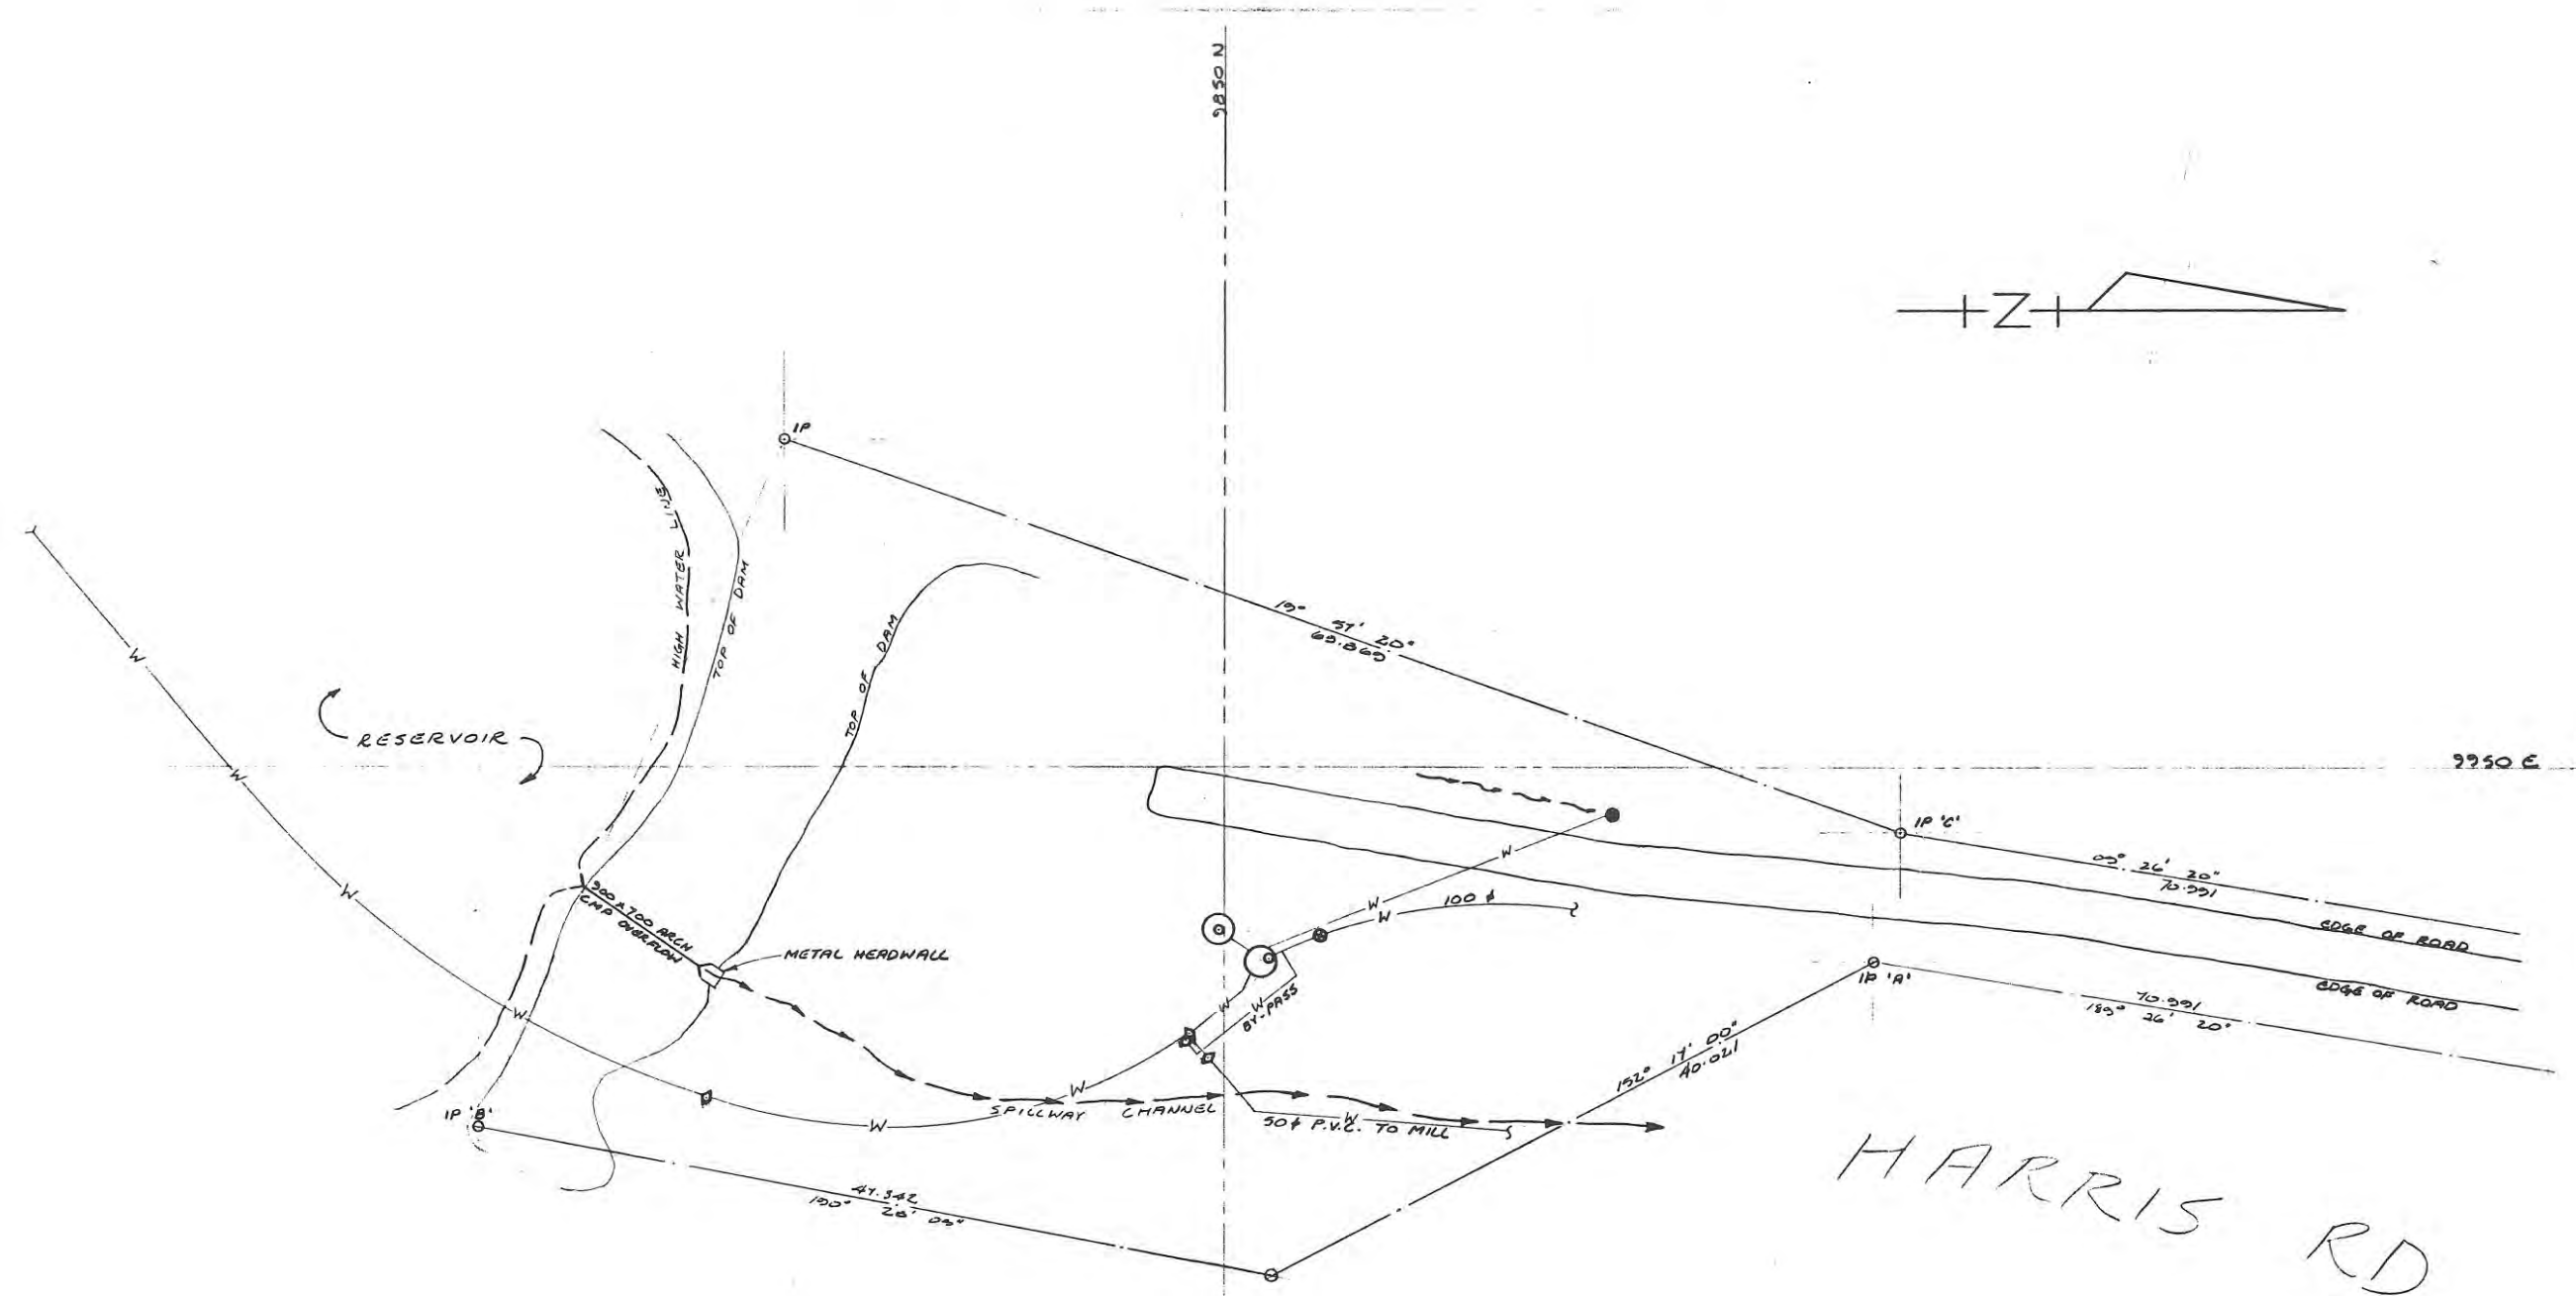 9850 N
Z
IP
HIGH WATER LINE
TOP OF DAM
TOP OF DAM
19° 57' 20"
69.869
RESERVOIR
9950 E
IP 'C'
09° 26' 20"
70.991
900 x 700 ARCH
CMP OVERFLOW
METAL HEADWALL
W
W
W
W
W
W
W
W
W
W
W
W
100 ϕ
EDGE OF ROAD
EDGE OF ROAD
IP 'A'
70.991
189° 26' 20"
BY-PASS
152° 17' 00"
40.021
IP 'B'
SPILLWAY CHANNEL
50 ϕ P.V.C. TO MILL
47.342
190° 28' 09"
HARRIS RD